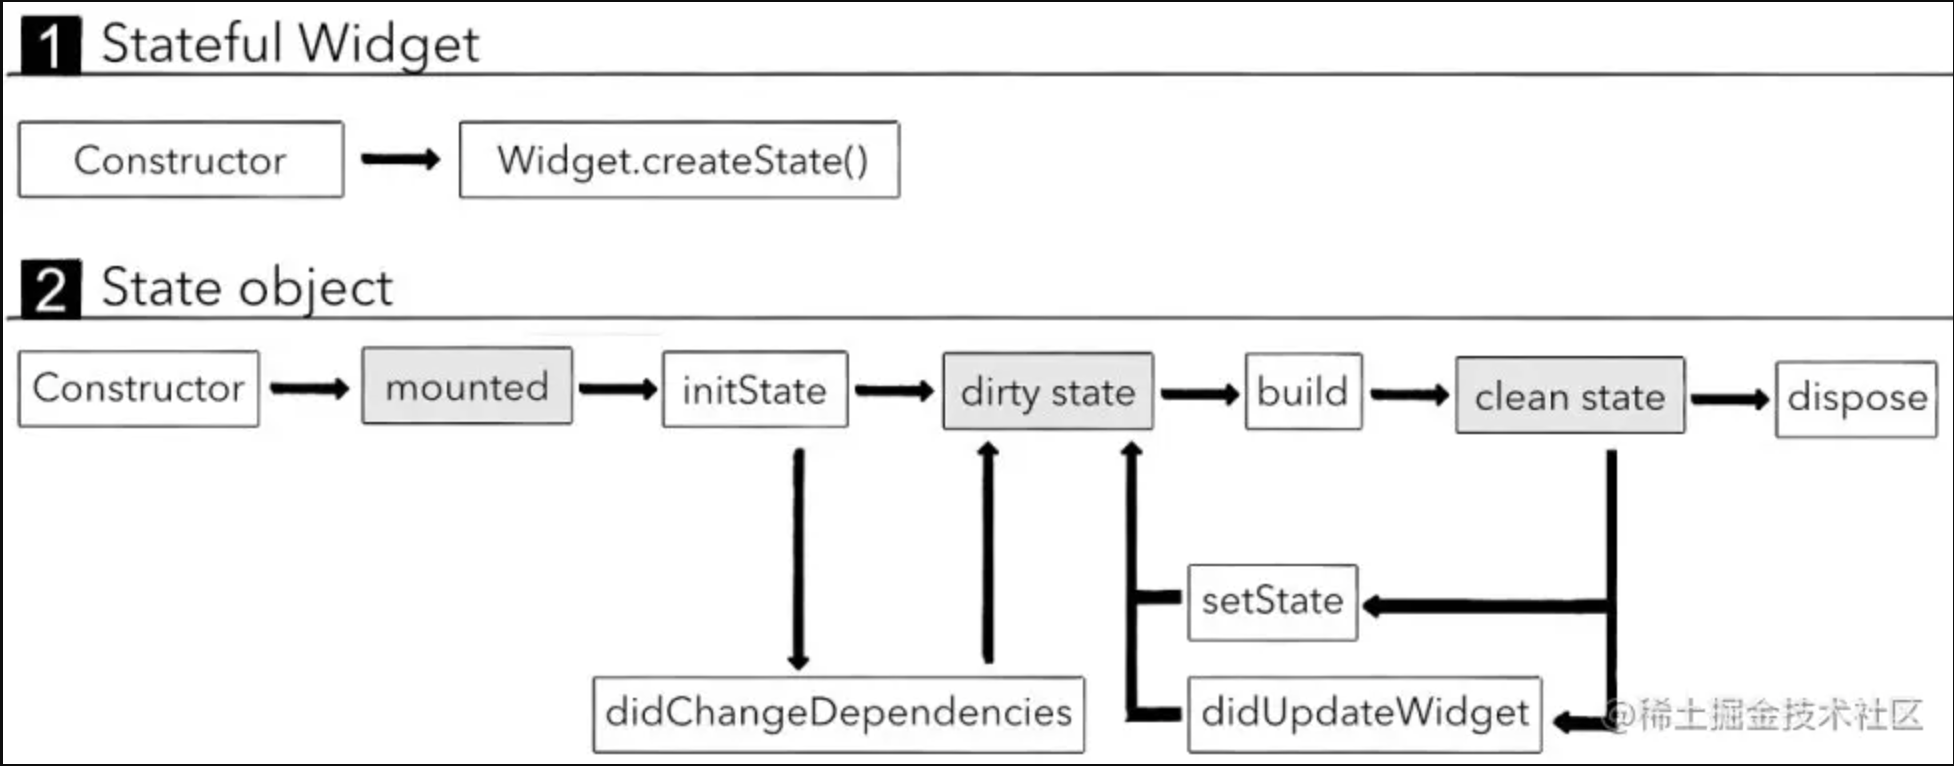 1 Stateful Widget
Constructor
Widget.createState()
2 State object
Constructor
mounted
initState
dirty state
build
clean state
dispose
setState
didChangeDependencies
didUpdateWidget
@稀土掘金技术社区